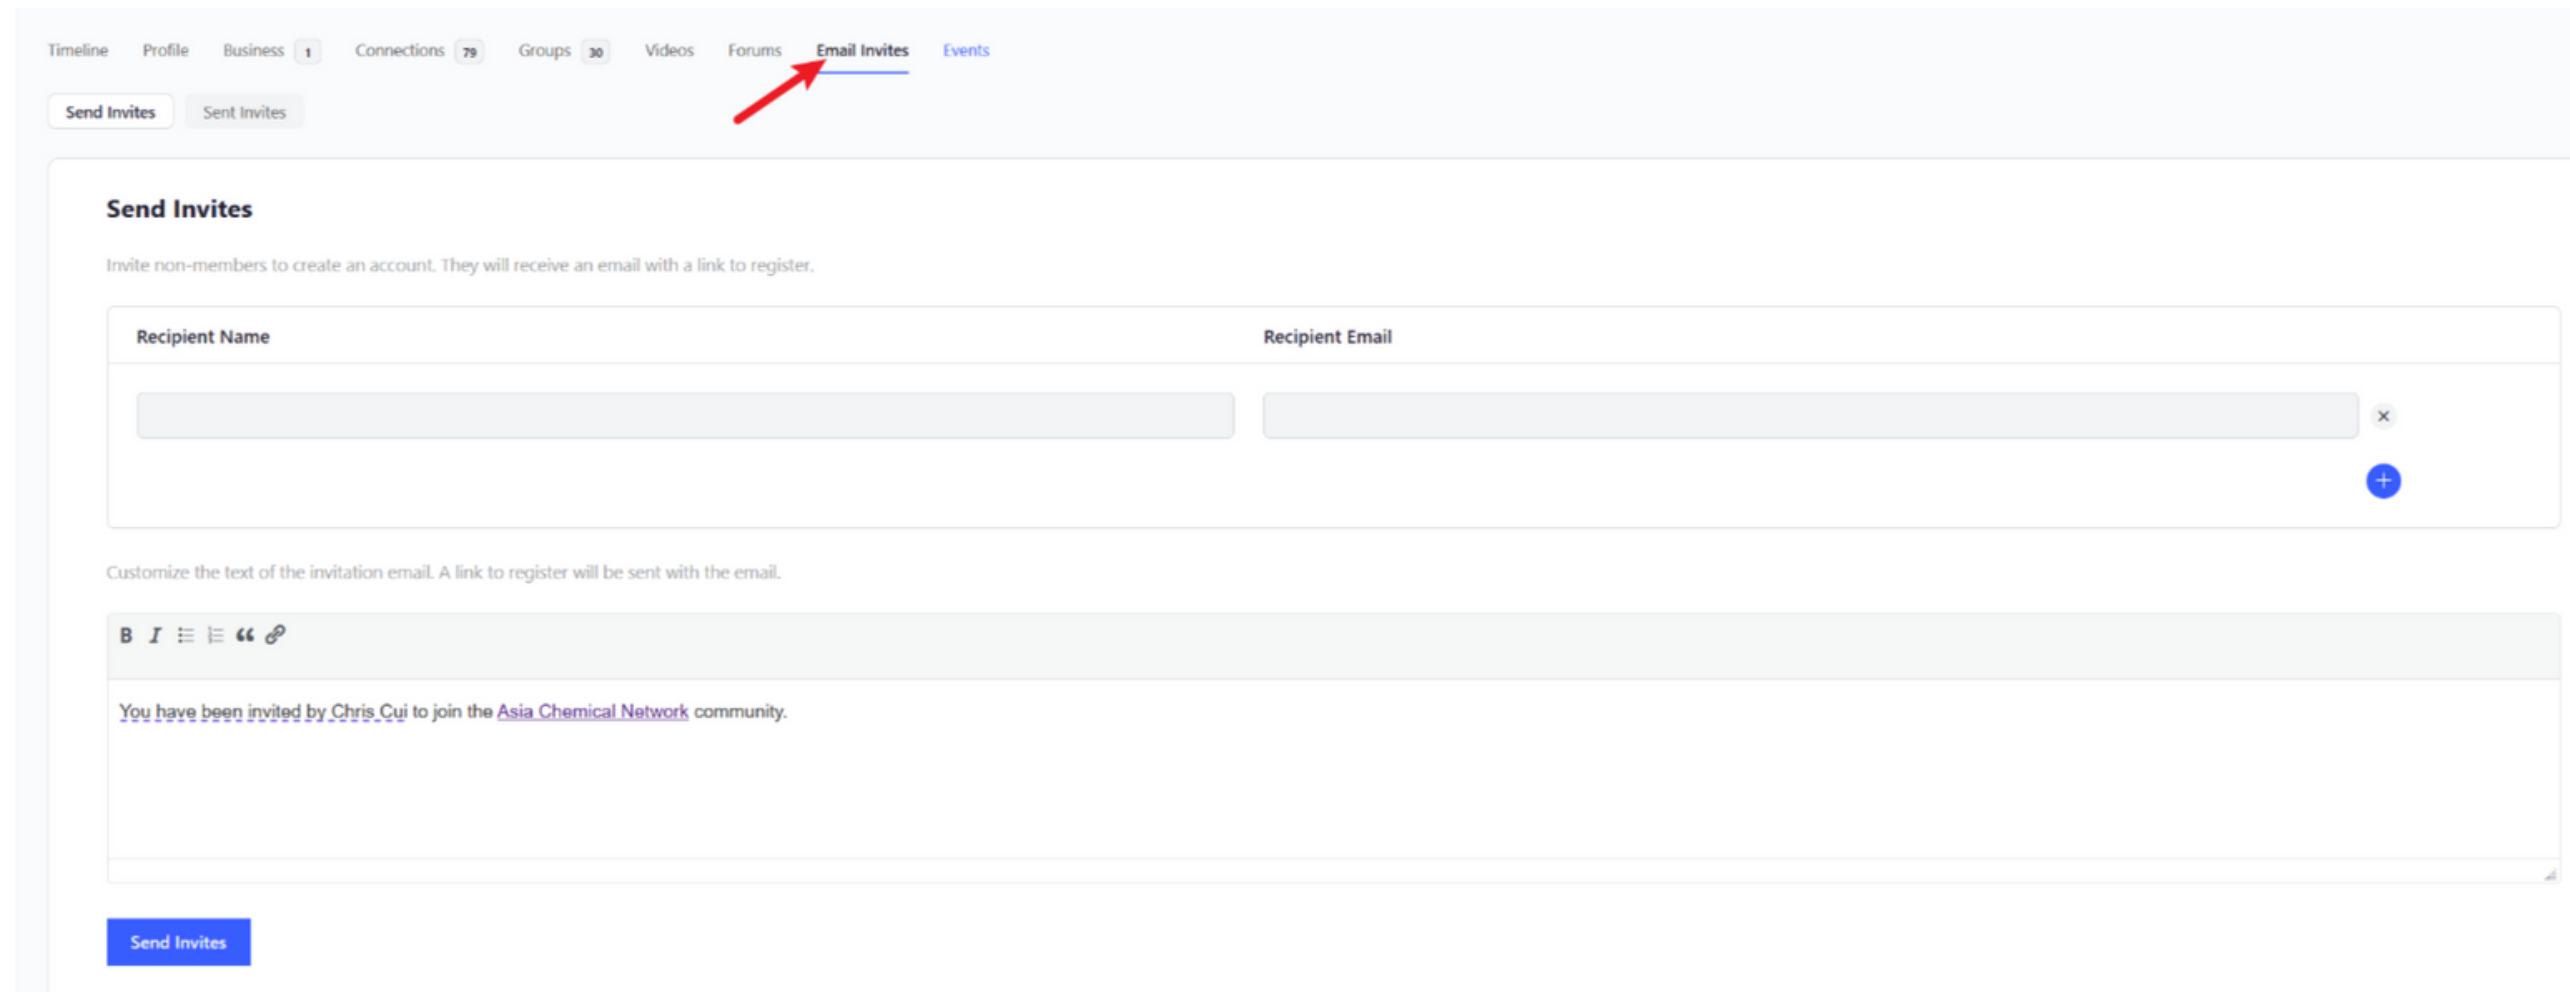 Timeline Profile Business 1 Connections 79 Groups 30 Videos Forums Email Invites Events
Send Invites Sent Invites
Send Invites
Invite non-members to create an account. They will receive an email with a link to register.
Recipient Name Recipient Email
Customize the text of the invitation email. A link to register will be sent with the email.
You have been invited by Chris Cui to join the Asia Chemical Network community.
Send Invites